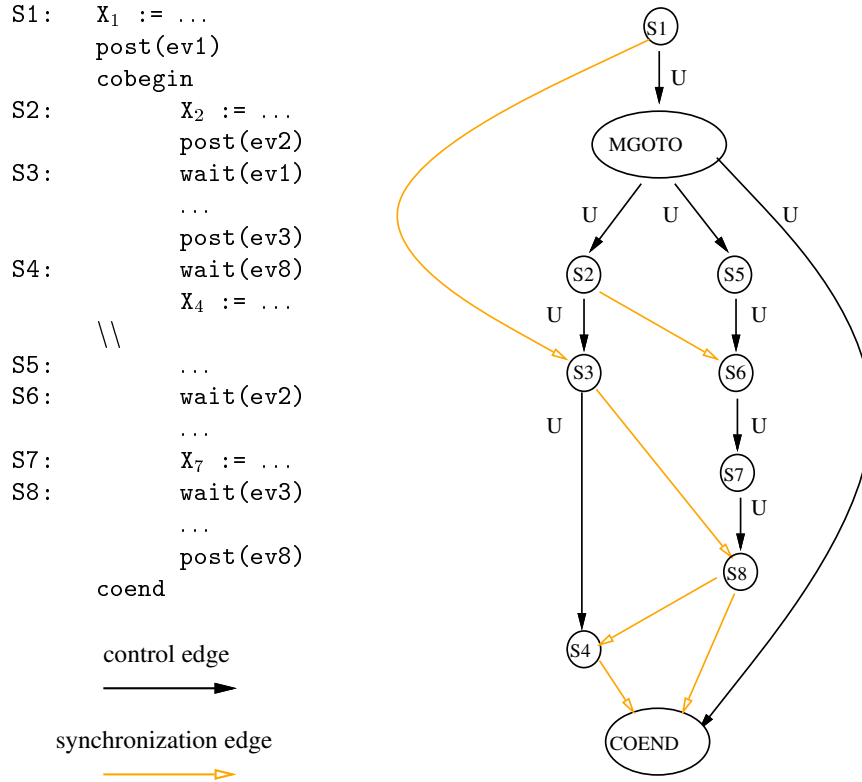 S1: X₁ := ...
post(ev1)
cobegin
S2: X₂ := ...
post(ev2)
S3: wait(ev1)
...
post(ev3)
S4: wait(ev8)
X₄ := ...
\\
S5: ...
S6: wait(ev2)
...
S7: X₇ := ...
S8: wait(ev3)
...
post(ev8)
coend
control edge
synchronization edge
S1
U
MGOTO
U U U
S2 S5
U U
S3 S6
U U
S7
U
S8
S4
COEND